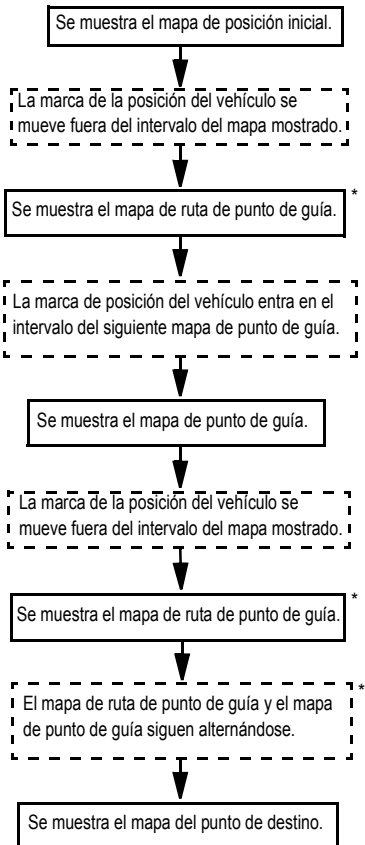 Se muestra el mapa de posición inicial.
La marca de la posición del vehículo se
mueve fuera del intervalo del mapa mostrado.
Se muestra el mapa de ruta de punto de guía. *
La marca de posición del vehículo entra en el
intervalo del siguiente mapa de punto de guía.
Se muestra el mapa de punto de guía.
La marca de la posición del vehículo se
mueve fuera del intervalo del mapa mostrado.
Se muestra el mapa de ruta de punto de guía. *
El mapa de ruta de punto de guía y el mapa *
de punto de guía siguen alternándose.
Se muestra el mapa del punto de destino.